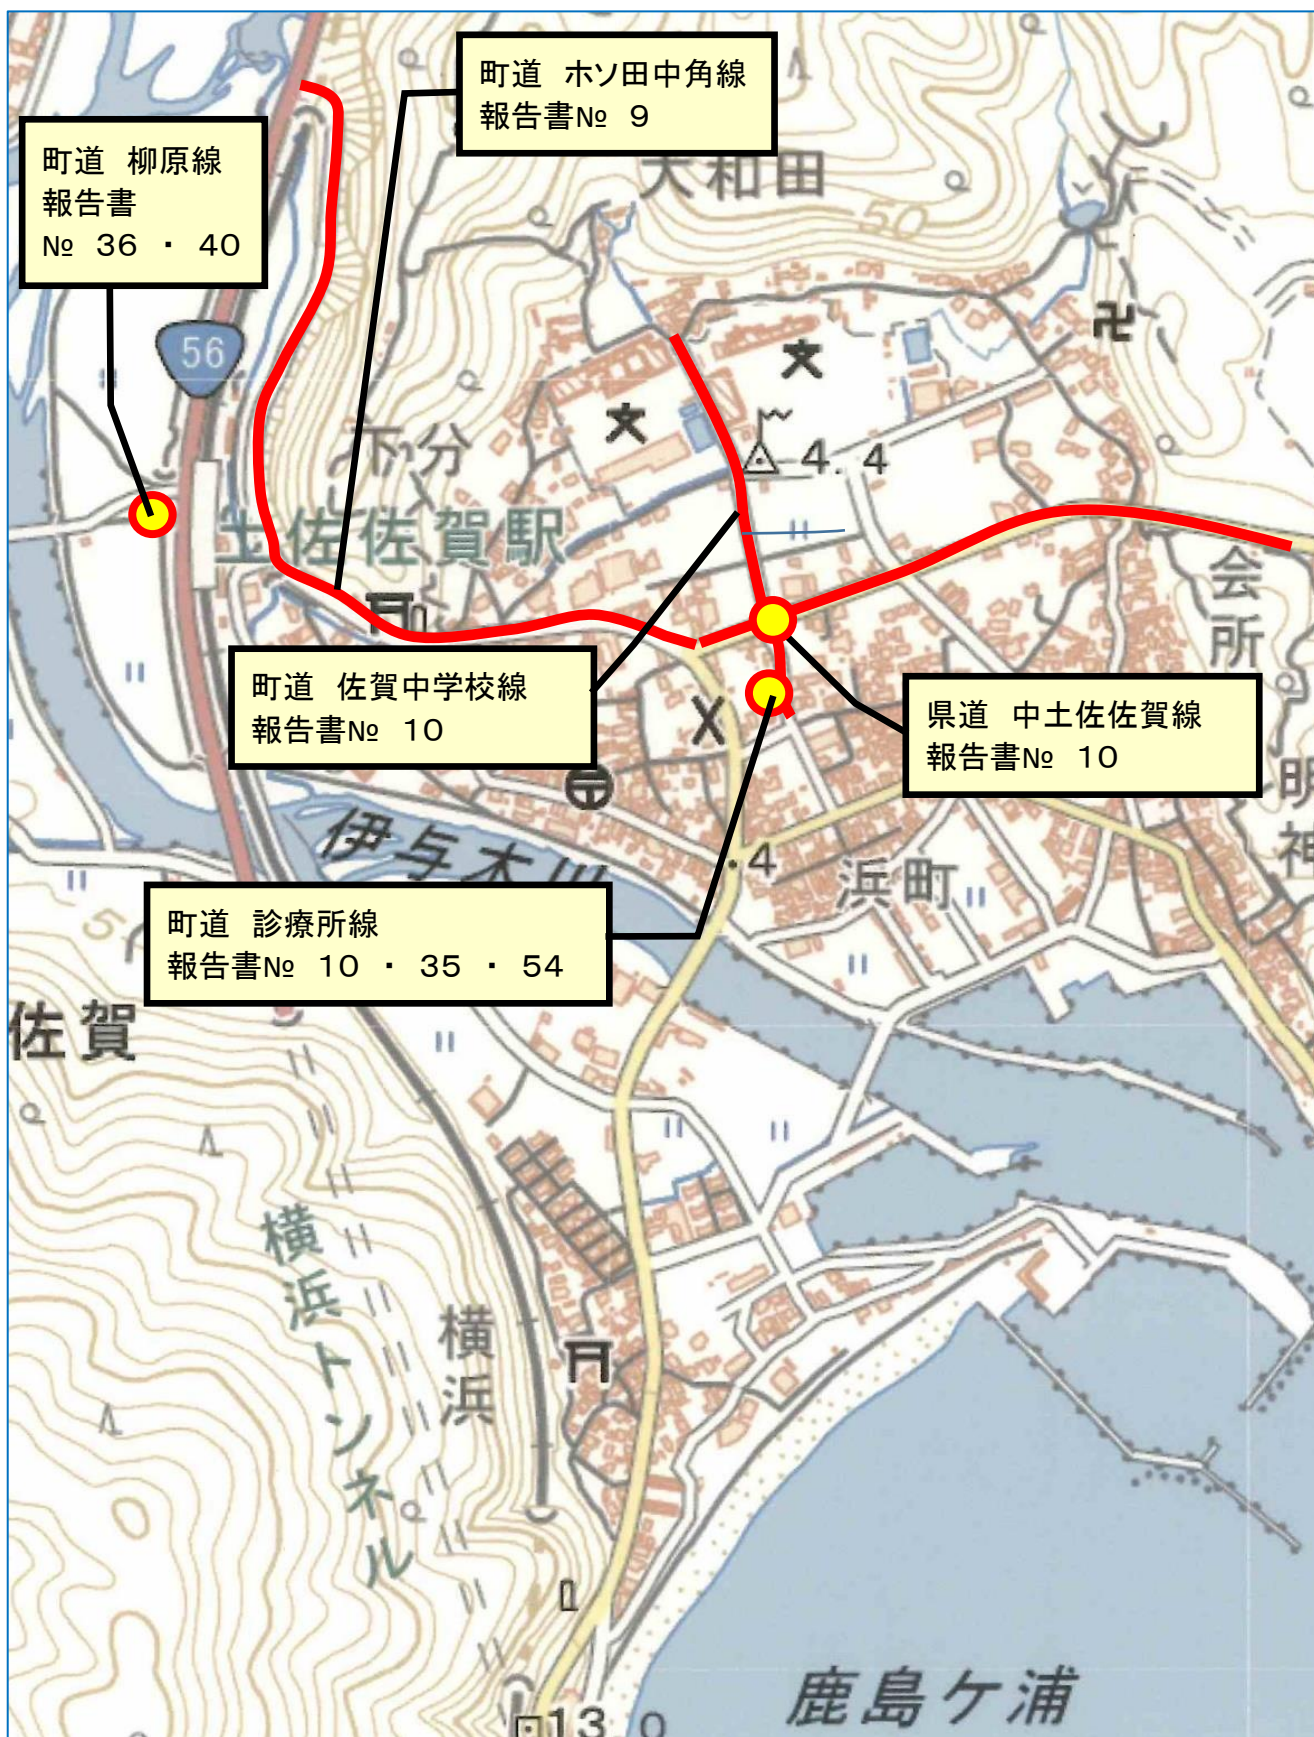 町道 ホソ田中角線
報告書№ 9
町道 柳原線
報告書
№ 36 ・ 40
大和田
50
56
下分
4.4
土佐佐賀駅
会所
町道 佐賀中学校線
報告書№ 10
県道 中土佐佐賀線
報告書№ 10
明神
伊与木川
・4
浜町
町道 診療所線
報告書№ 10 ・ 35 ・ 54
佐賀
横浜トンネル
横浜
鹿島ケ浦
13.0